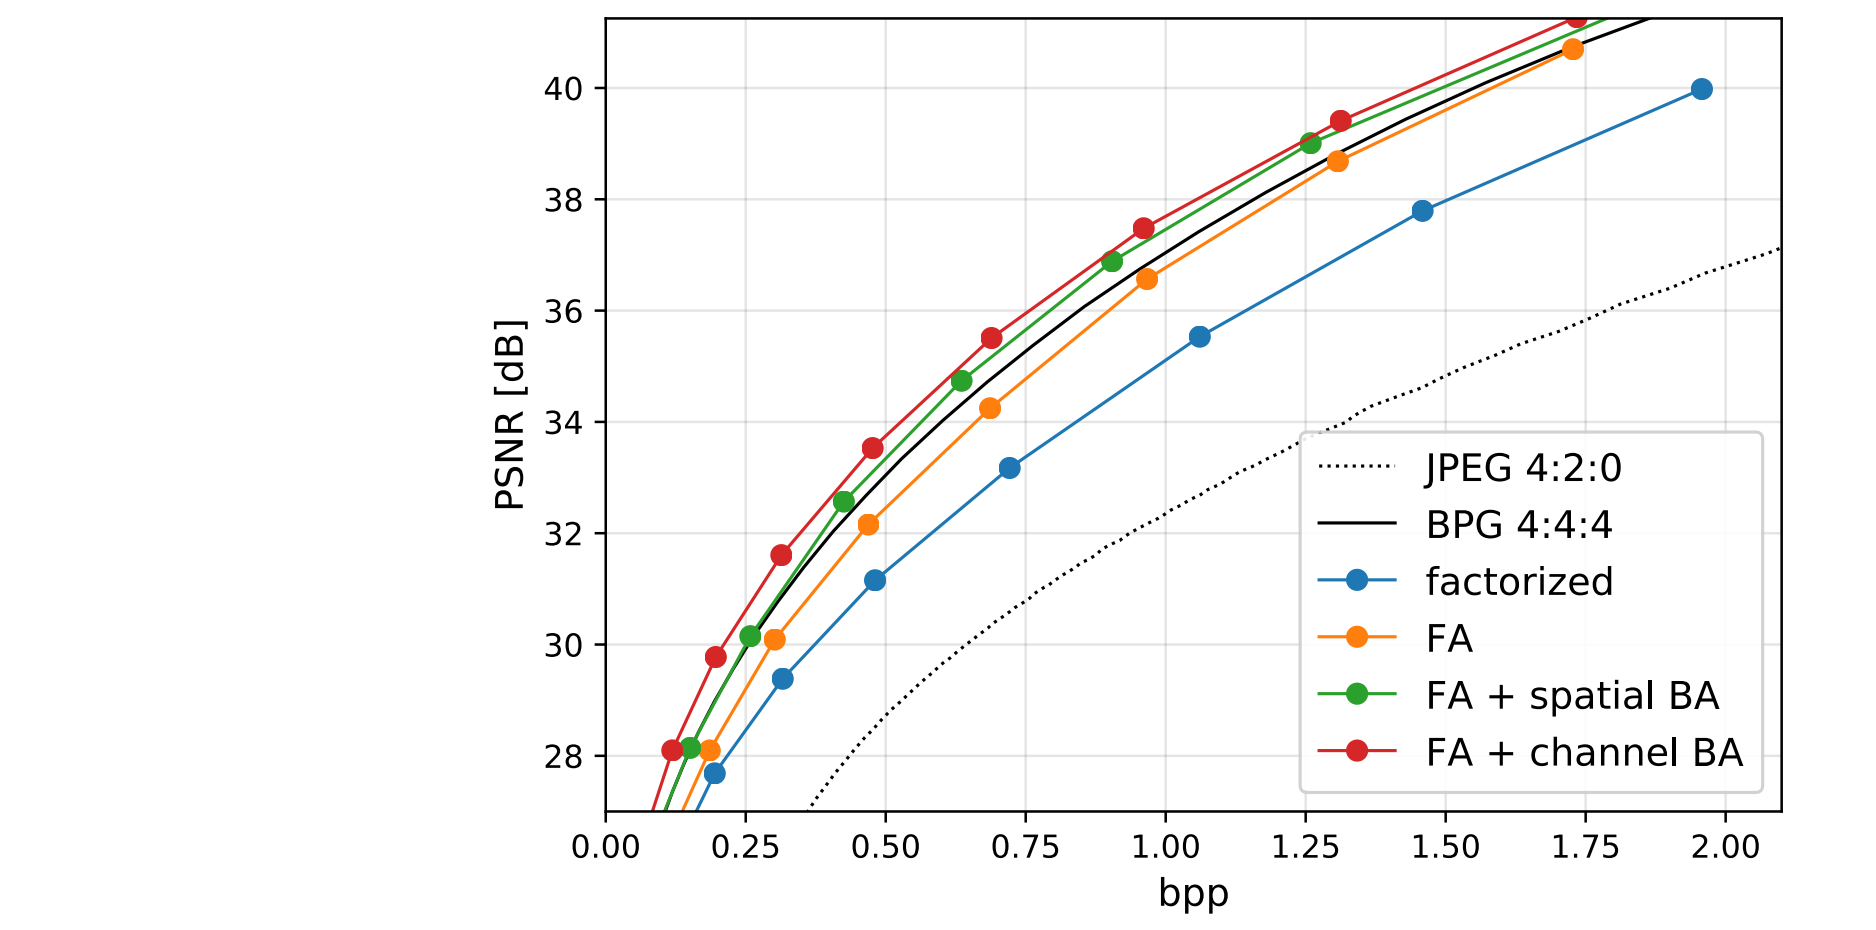 40
38
36
34
32
30
28
PSNR [dB]
JPEG 4:2:0
BPG 4:4:4
factorized
FA
FA + spatial BA
FA + channel BA
0.00 0.25 0.50 0.75 1.00 1.25 1.50 1.75 2.00
bpp